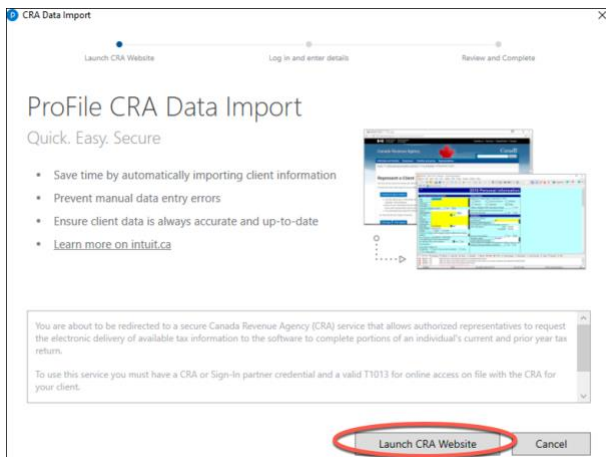 CRA Data Import
Launch CRA Website
Log in and enter details
Review and Complete
ProFile CRA Data Import
Quick. Easy. Secure
• Save time by automatically importing client information
• Prevent manual data entry errors
• Ensure client data is always accurate and up-to-date
• Learn more on intuit.ca
You are about to be redirected to a secure Canada Revenue Agency (CRA) service that allows authorized representatives to request
the electronic delivery of available tax information to the software to complete portions of an individual's current and prior year tax
return.
To use this service you must have a CRA or Sign-In partner credential and a valid T1013 for online access on file with the CRA for
your client.
Launch CRA Website
Cancel